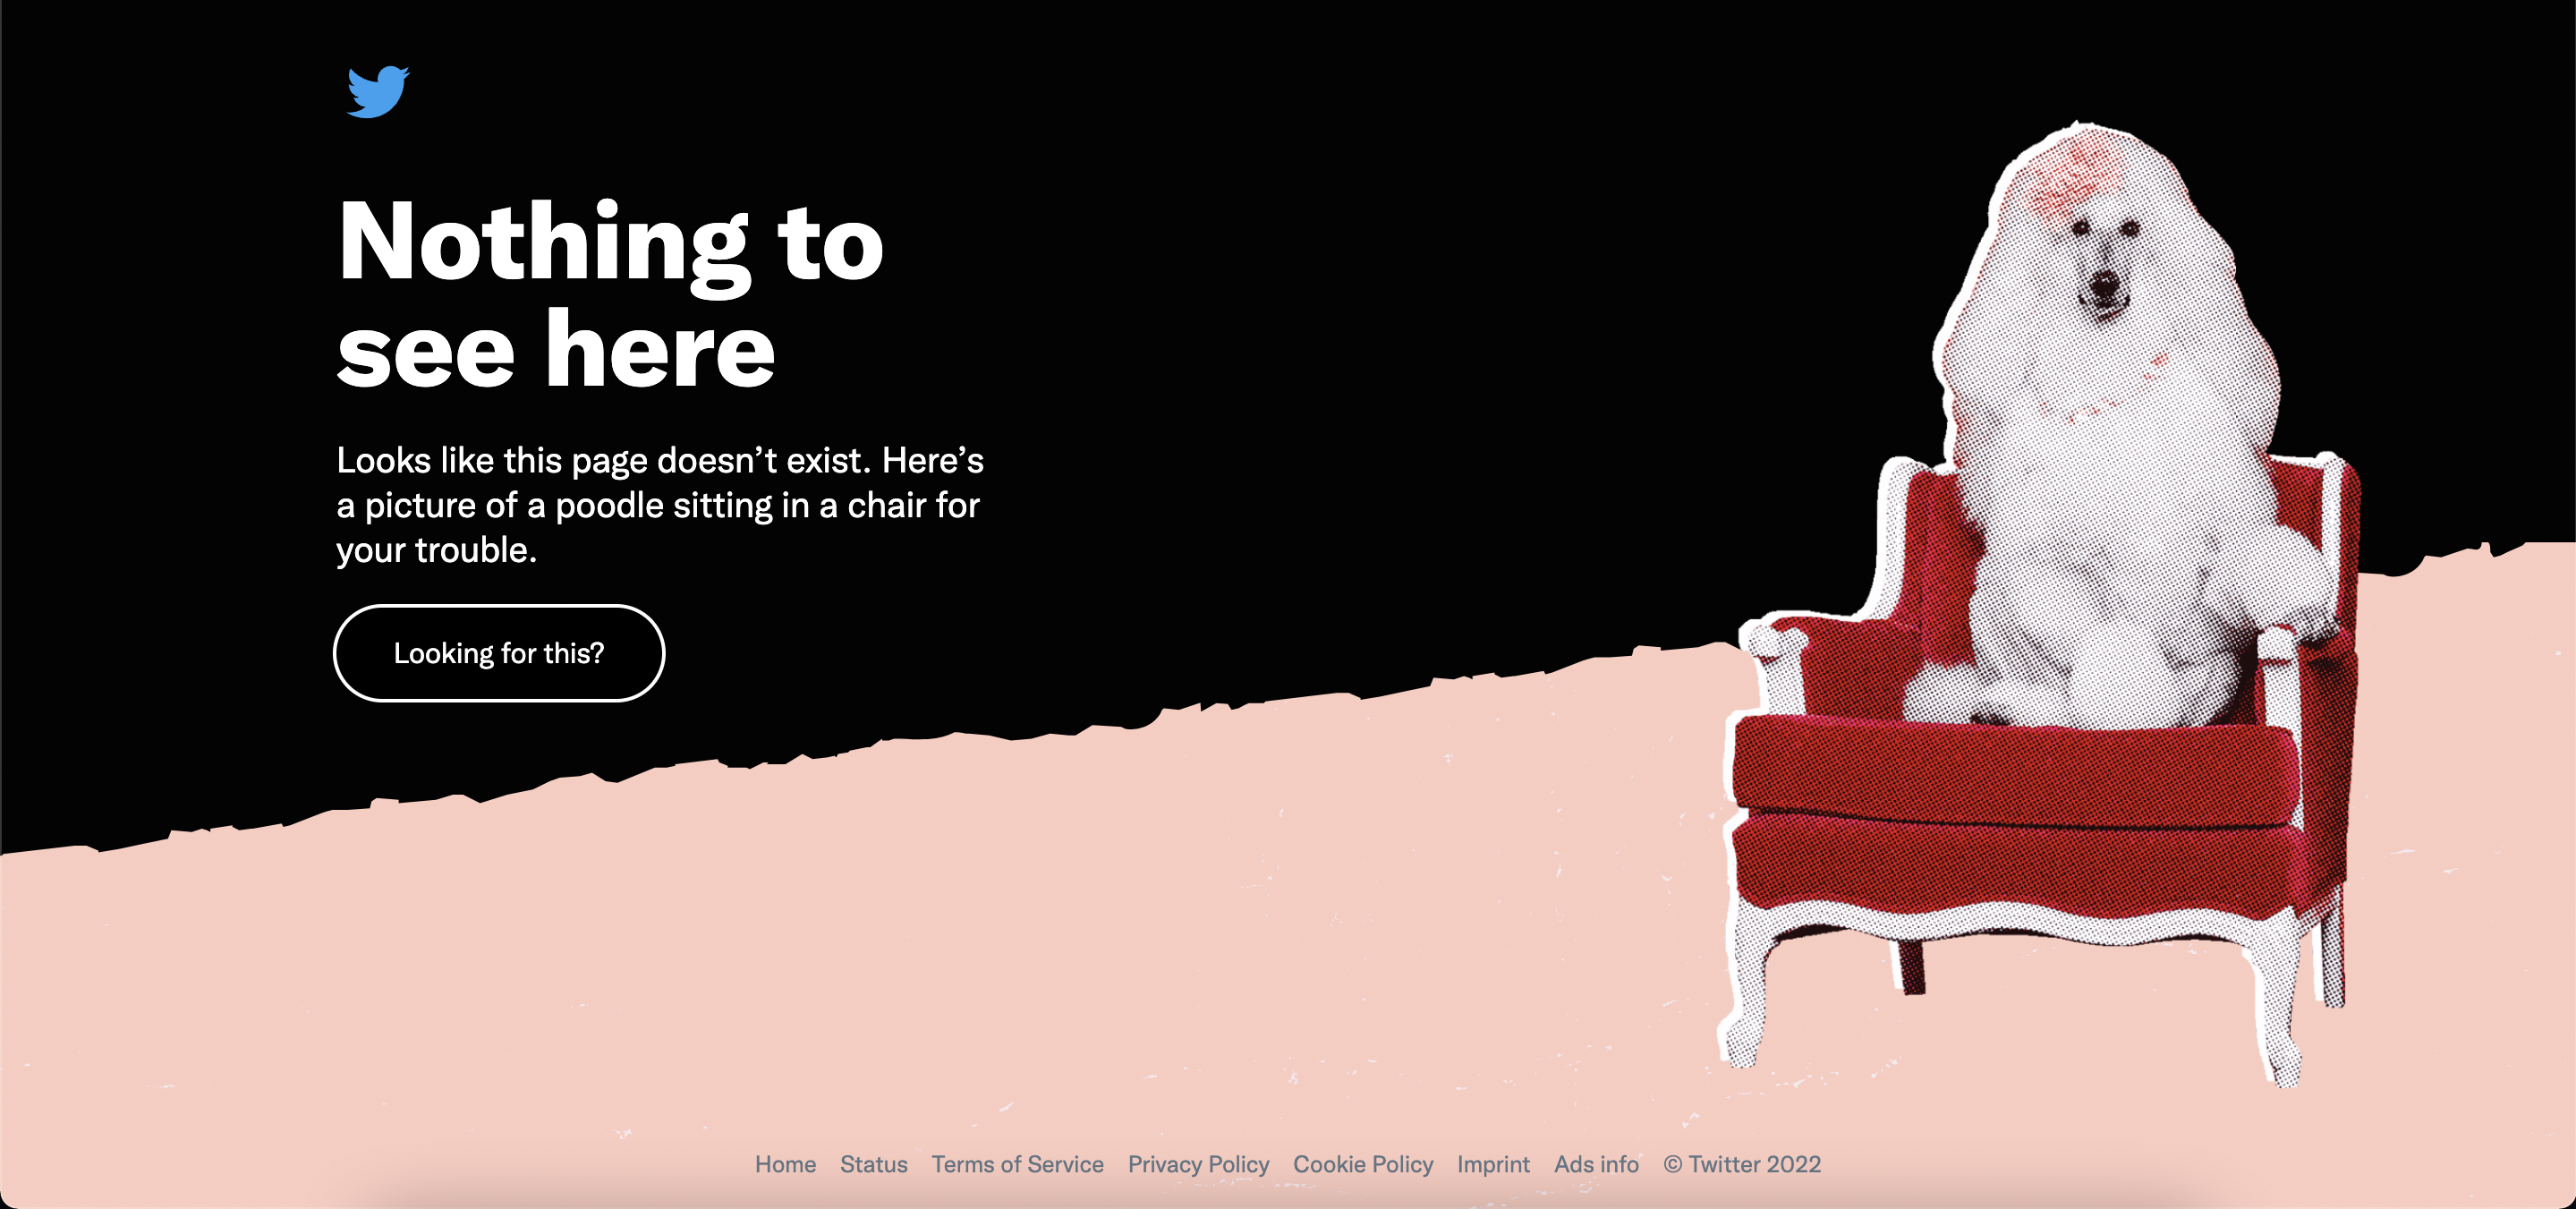 Nothing to
see here
Looks like this page doesn’t exist. Here’s
a picture of a poodle sitting in a chair for
your trouble.
Looking for this?
Home Status Terms of Service Privacy Policy Cookie Policy Imprint Ads info © Twitter 2022